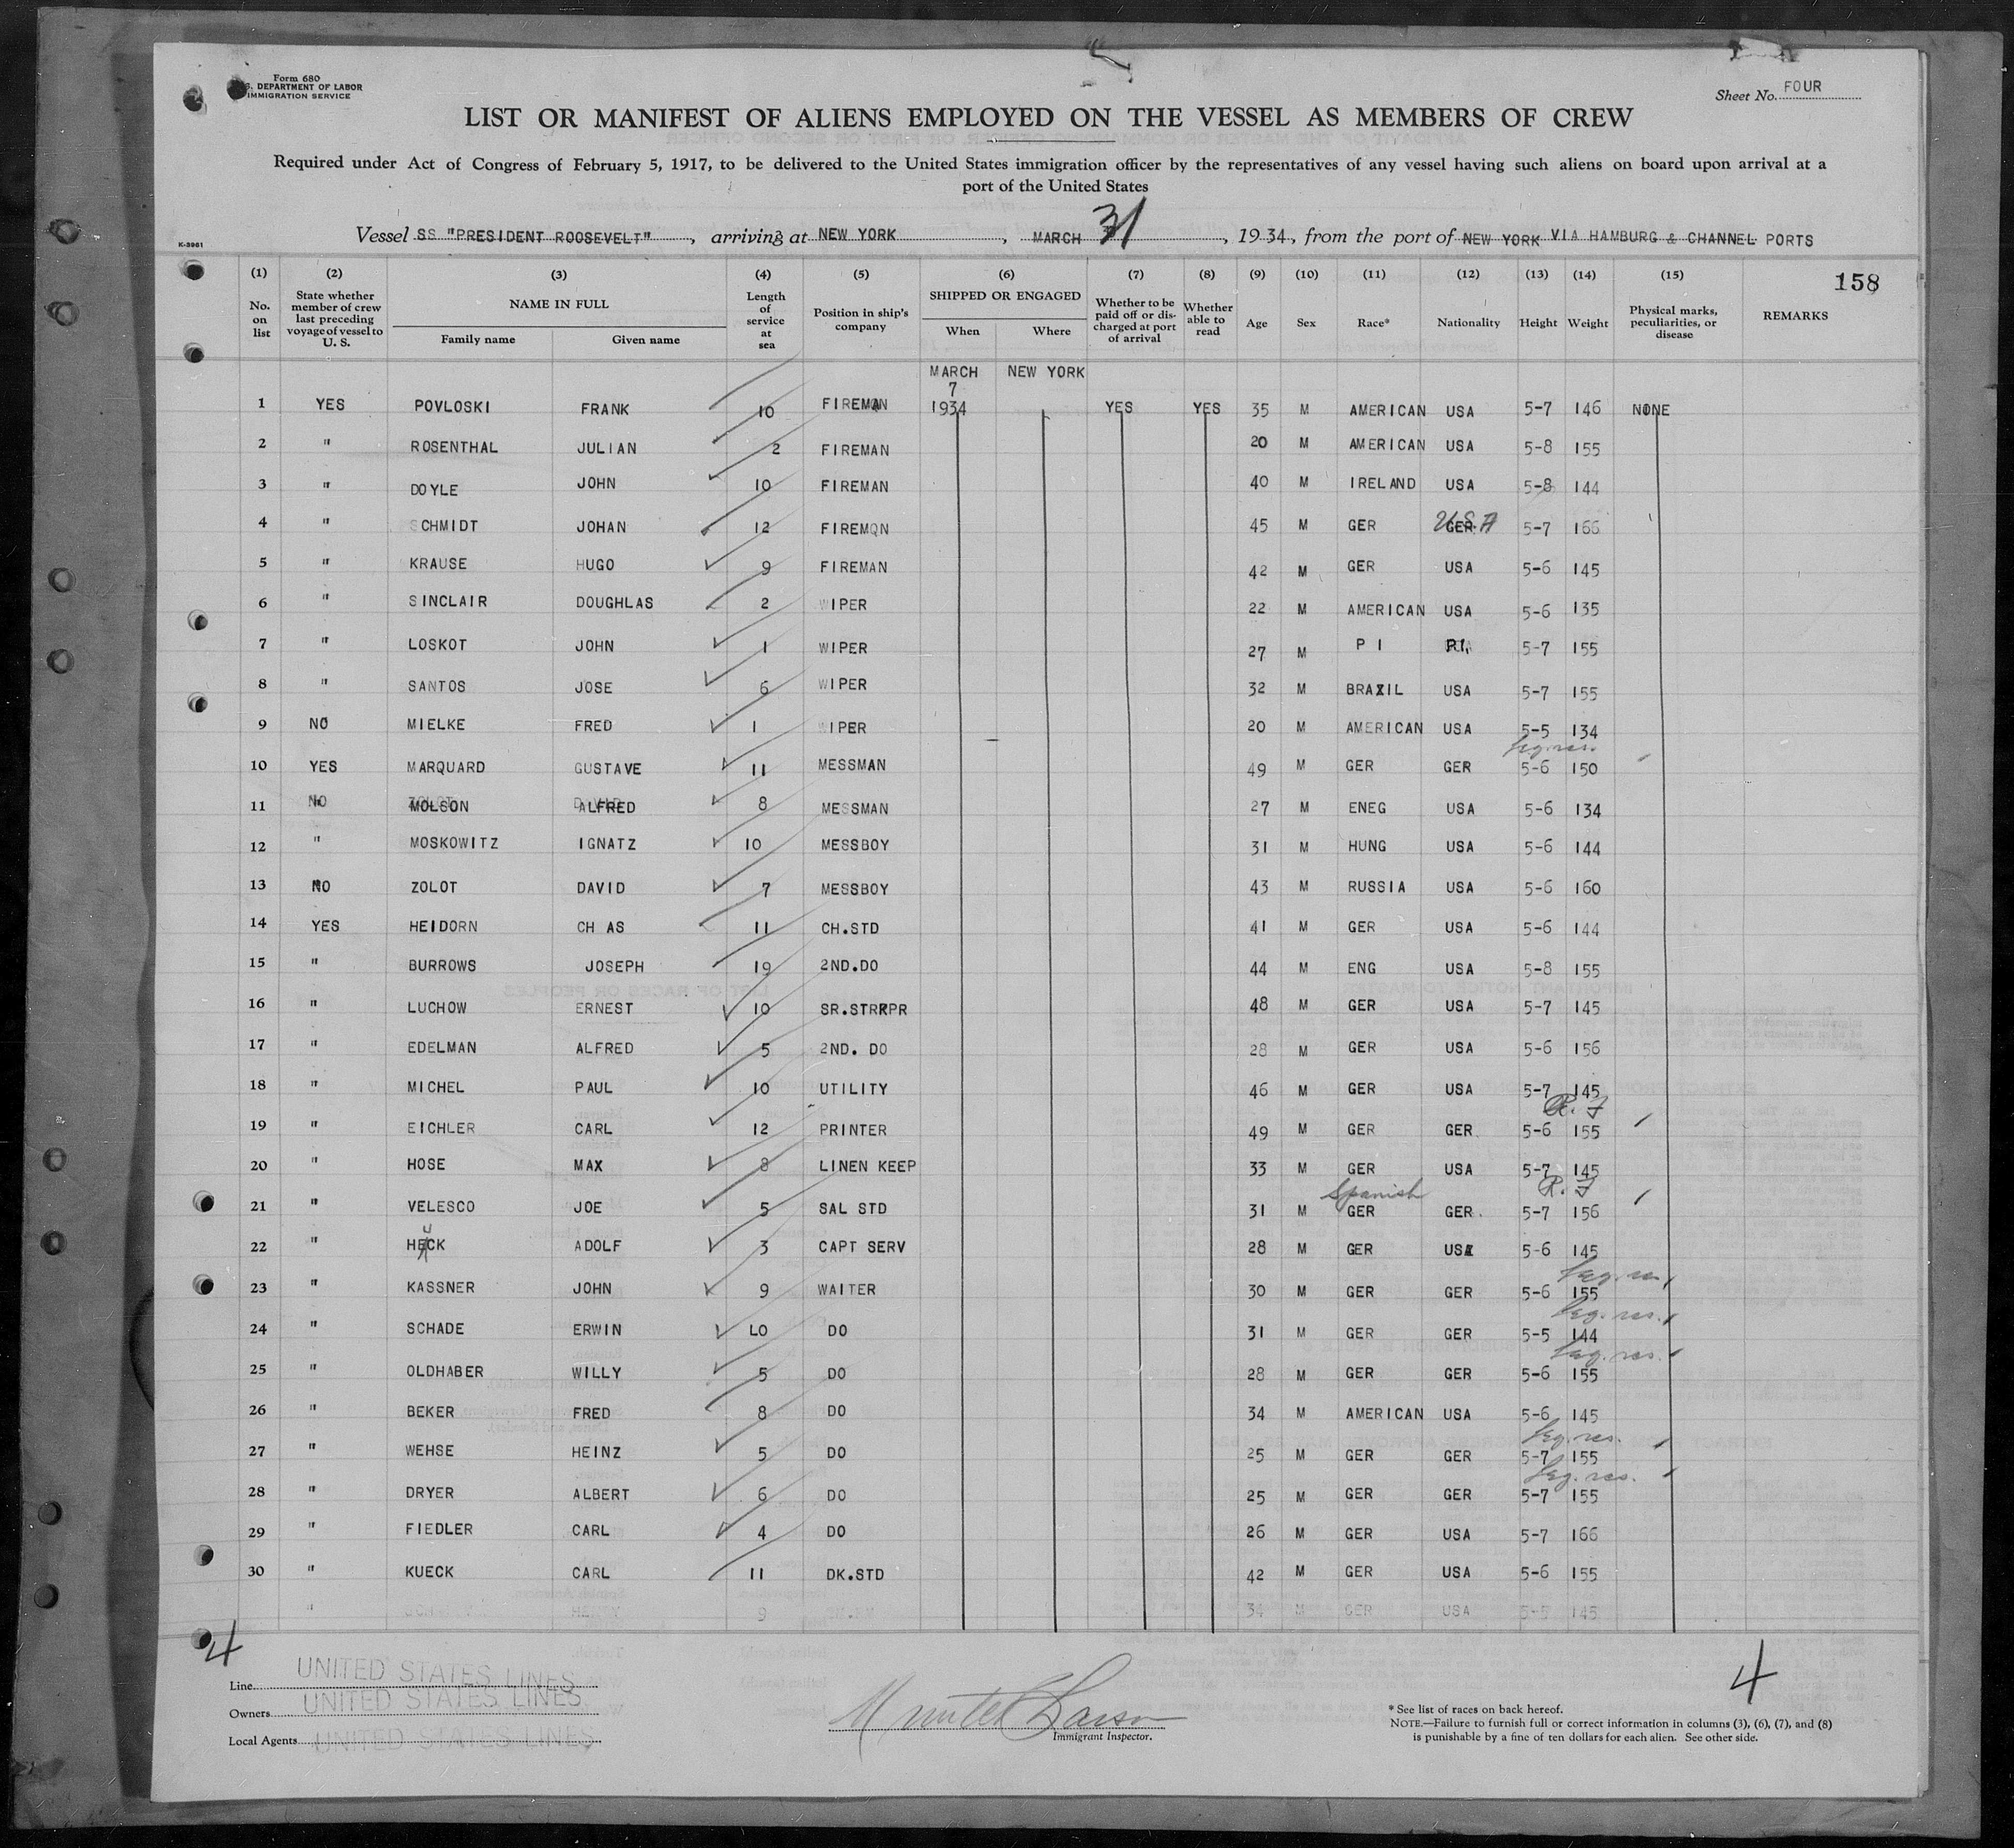 Form 680
S. DEPARTMENT OF LABOR
IMMIGRATION SERVICE
Sheet No. FOUR
LIST OR MANIFEST OF ALIENS EMPLOYED ON THE VESSEL AS MEMBERS OF CREW
Required under Act of Congress of February 5, 1917, to be delivered to the United States immigration officer by the representatives of any vessel having such aliens on board upon arrival at a
port of the United States
K-3961
Vessel SS "PRESIDENT ROOSEVELT", arriving at NEW YORK, MARCH 31, 1934, from the port of NEW YORK VIA HAMBURG & CHANNEL PORTS
(1) (2) (3) (4) (5) (6) (7) (8) (9) (10) (11) (12) (13) (14) (15) 158
No. on list State whether member of crew last preceding voyage of vessel to U. S. NAME IN FULL Family name Given name Length of service at sea Position in ship's company SHIPPED OR ENGAGED When Where Whether to be paid off or discharged at port of arrival Whether able to read Age Sex Race* Nationality Height Weight Physical marks, peculiarities, or disease REMARKS
MARCH NEW YORK
7
1 YES POVLOSKI FRANK 10 FIREMAN 1934 YES YES 35 M AMERICAN USA 5-7 146 NONE
2 " ROSENTHAL JULIAN 2 FIREMAN 20 M AMERICAN USA 5-8 155
3 " DOYLE JOHN 10 FIREMAN 40 M IRELAND USA 5-8 144
4 " SCHMIDT JOHAN 12 FIREMQN 45 M GER GER USA 5-7 166
5 " KRAUSE HUGO 9 FIREMAN 42 M GER USA 5-6 145
6 " SINCLAIR DOUGHLAS 2 WIPER 22 M AMERICAN USA 5-6 135
7 " LOSKOT JOHN 1 WIPER 27 M P I P.I. 5-7 155
8 " SANTOS JOSE 6 WIPER 32 M BRAZIL USA 5-7 155
9 NO MIELKE FRED 1 WIPER 20 M AMERICAN USA 5-5 134
leg. res.
10 YES MARQUARD GUSTAVE 11 MESSMAN 49 M GER GER 5-6 150
11 NO MOLSON ALFRED 8 MESSMAN 27 M ENEG USA 5-6 134
12 " MOSKOWITZ IGNATZ 10 MESSBOY 31 M HUNG USA 5-6 144
13 NO ZOLOT DAVID 7 MESSBOY 43 M RUSSIA USA 5-6 160
14 YES HEIDORN CH AS 11 CH.STD 41 M GER USA 5-6 144
15 " BURROWS JOSEPH 19 2ND.DO 44 M ENG USA 5-8 155
16 " LUCHOW ERNEST 10 SR.STRKPR 48 M GER USA 5-7 145
17 " EDELMAN ALFRED 5 2ND. DO 28 M GER USA 5-6 156
18 " MICHEL PAUL 10 UTILITY 46 M GER USA 5-7 145
R. F
19 " EICHLER CARL 12 PRINTER 49 M GER GER 5-6 155
20 " HOSE MAX 8 LINEN KEEP 33 M GER USA 5-7 145
Spanish R. F
21 " VELESCO JOE 5 SAL STD 31 M GER GER 5-7 156
22 " HECK ADOLF 3 CAPT SERV 28 M GER USA 5-6 145
leg. res.
23 " KASSNER JOHN 9 WAITER 30 M GER GER 5-6 155
leg. res.
24 " SCHADE ERWIN LO DO 31 M GER GER 5-5 144
leg. res.
25 " OLDHABER WILLY 5 DO 28 M GER GER 5-6 155
26 " BEKER FRED 8 DO 34 M AMERICAN USA 5-6 145
leg. res.
27 " WEHSE HEINZ 5 DO 25 M GER GER 5-7 155
leg. res.
28 " DRYER ALBERT 6 DO 25 M GER GER 5-7 155
29 " FIEDLER CARL 4 DO 26 M GER USA 5-7 166
30 " KUECK CARL 11 DK.STD 42 M GER USA 5-6 155
" HENRY 9 34 M GER USA 5-5 145
4 4
Line UNITED STATES LINES
Owners UNITED STATES LINES
Local Agents UNITED STATES LINES
Immigrant Inspector.
* See list of races on back hereof.
NOTE.—Failure to furnish full or correct information in columns (3), (6), (7), and (8)
is punishable by a fine of ten dollars for each alien. See other side.